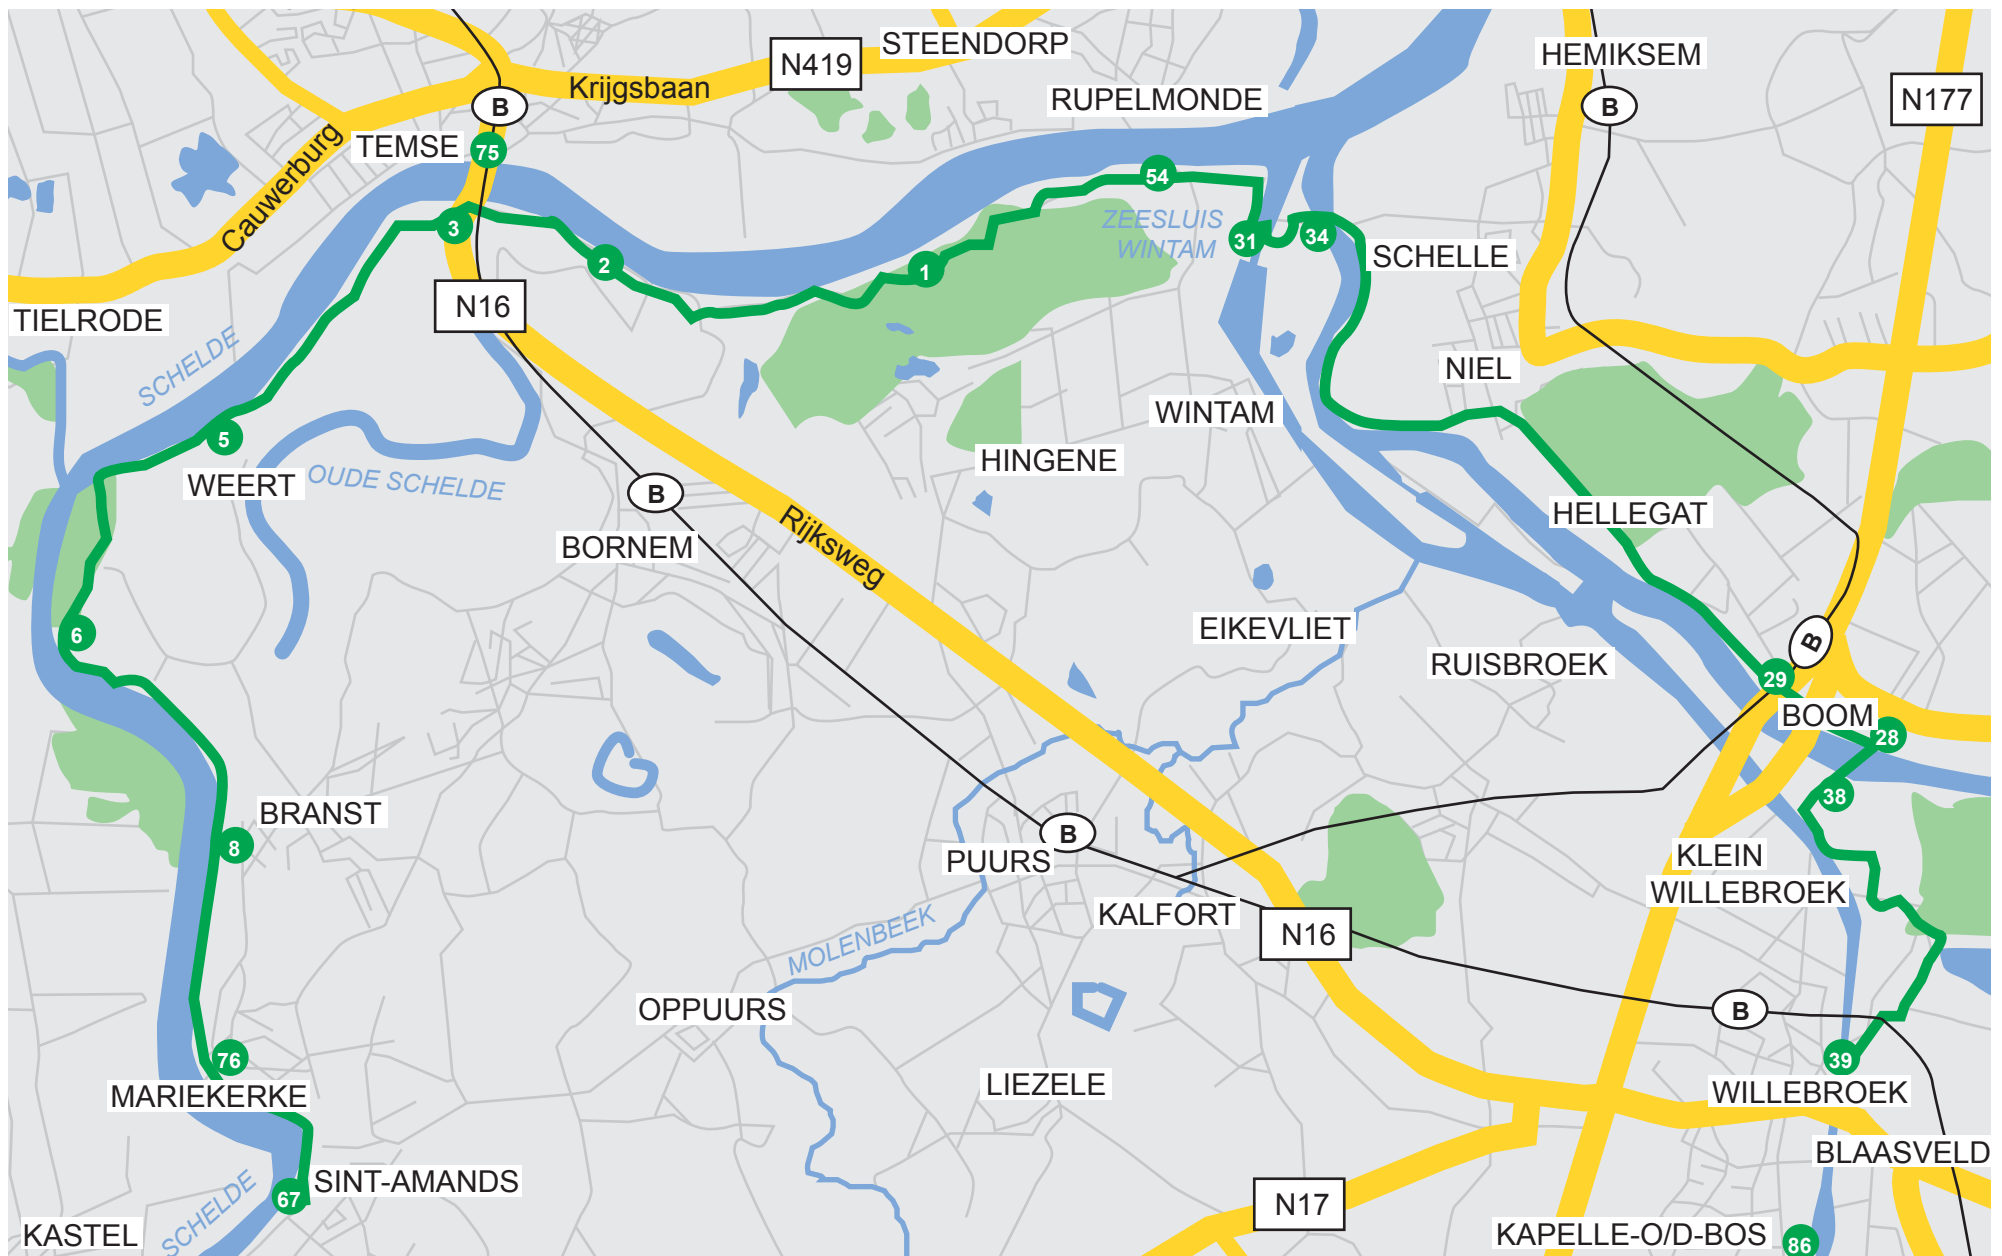 STEENDORP
HEMIKSEM
N419
Krijgsbaan
RUPELMONDE
N177
B
B
TEMSE
75
Cauwerburg
54
3
2
1
ZEESLUIS
WINTAM
31
34
SCHELLE
N16
TIELRODE
SCHELDE
NIEL
WINTAM
5
WEERT
OUDE SCHELDE
HINGENE
B
BORNEM
Rijksweg
HELLEGAT
6
EIKEVLIET
RUISBROEK
B
29
BOOM
28
38
BRANST
8
B
PUURS
KLEIN
WILLEBROEK
KALFORT
N16
MOLENBEEK
OPPUURS
B
76
39
MARIEKERKE
LIEZELE
WILLEBROEK
BLAASVELD
SINT-AMANDS
67
SCHELDE
N17
KASTEL
KAPELLE-O/D-BOS
86